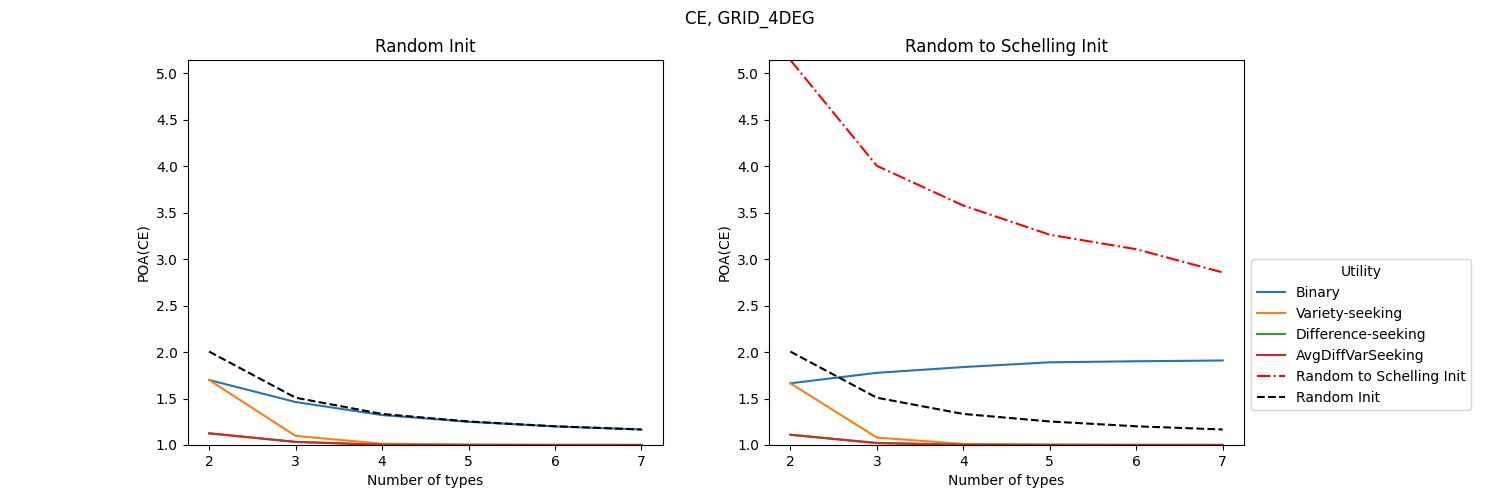 CE, GRID_4DEG
Random Init
POA(CE)
5.0
4.5
4.0
3.5
3.0
2.5
2.0
1.5
1.0
2 3 4 5 6 7
Number of types
Random to Schelling Init
POA(CE)
5.0
4.5
4.0
3.5
3.0
2.5
2.0
1.5
1.0
2 3 4 5 6 7
Number of types
Utility
Binary
Variety-seeking
Difference-seeking
AvgDiffVarSeeking
Random to Schelling Init
Random Init